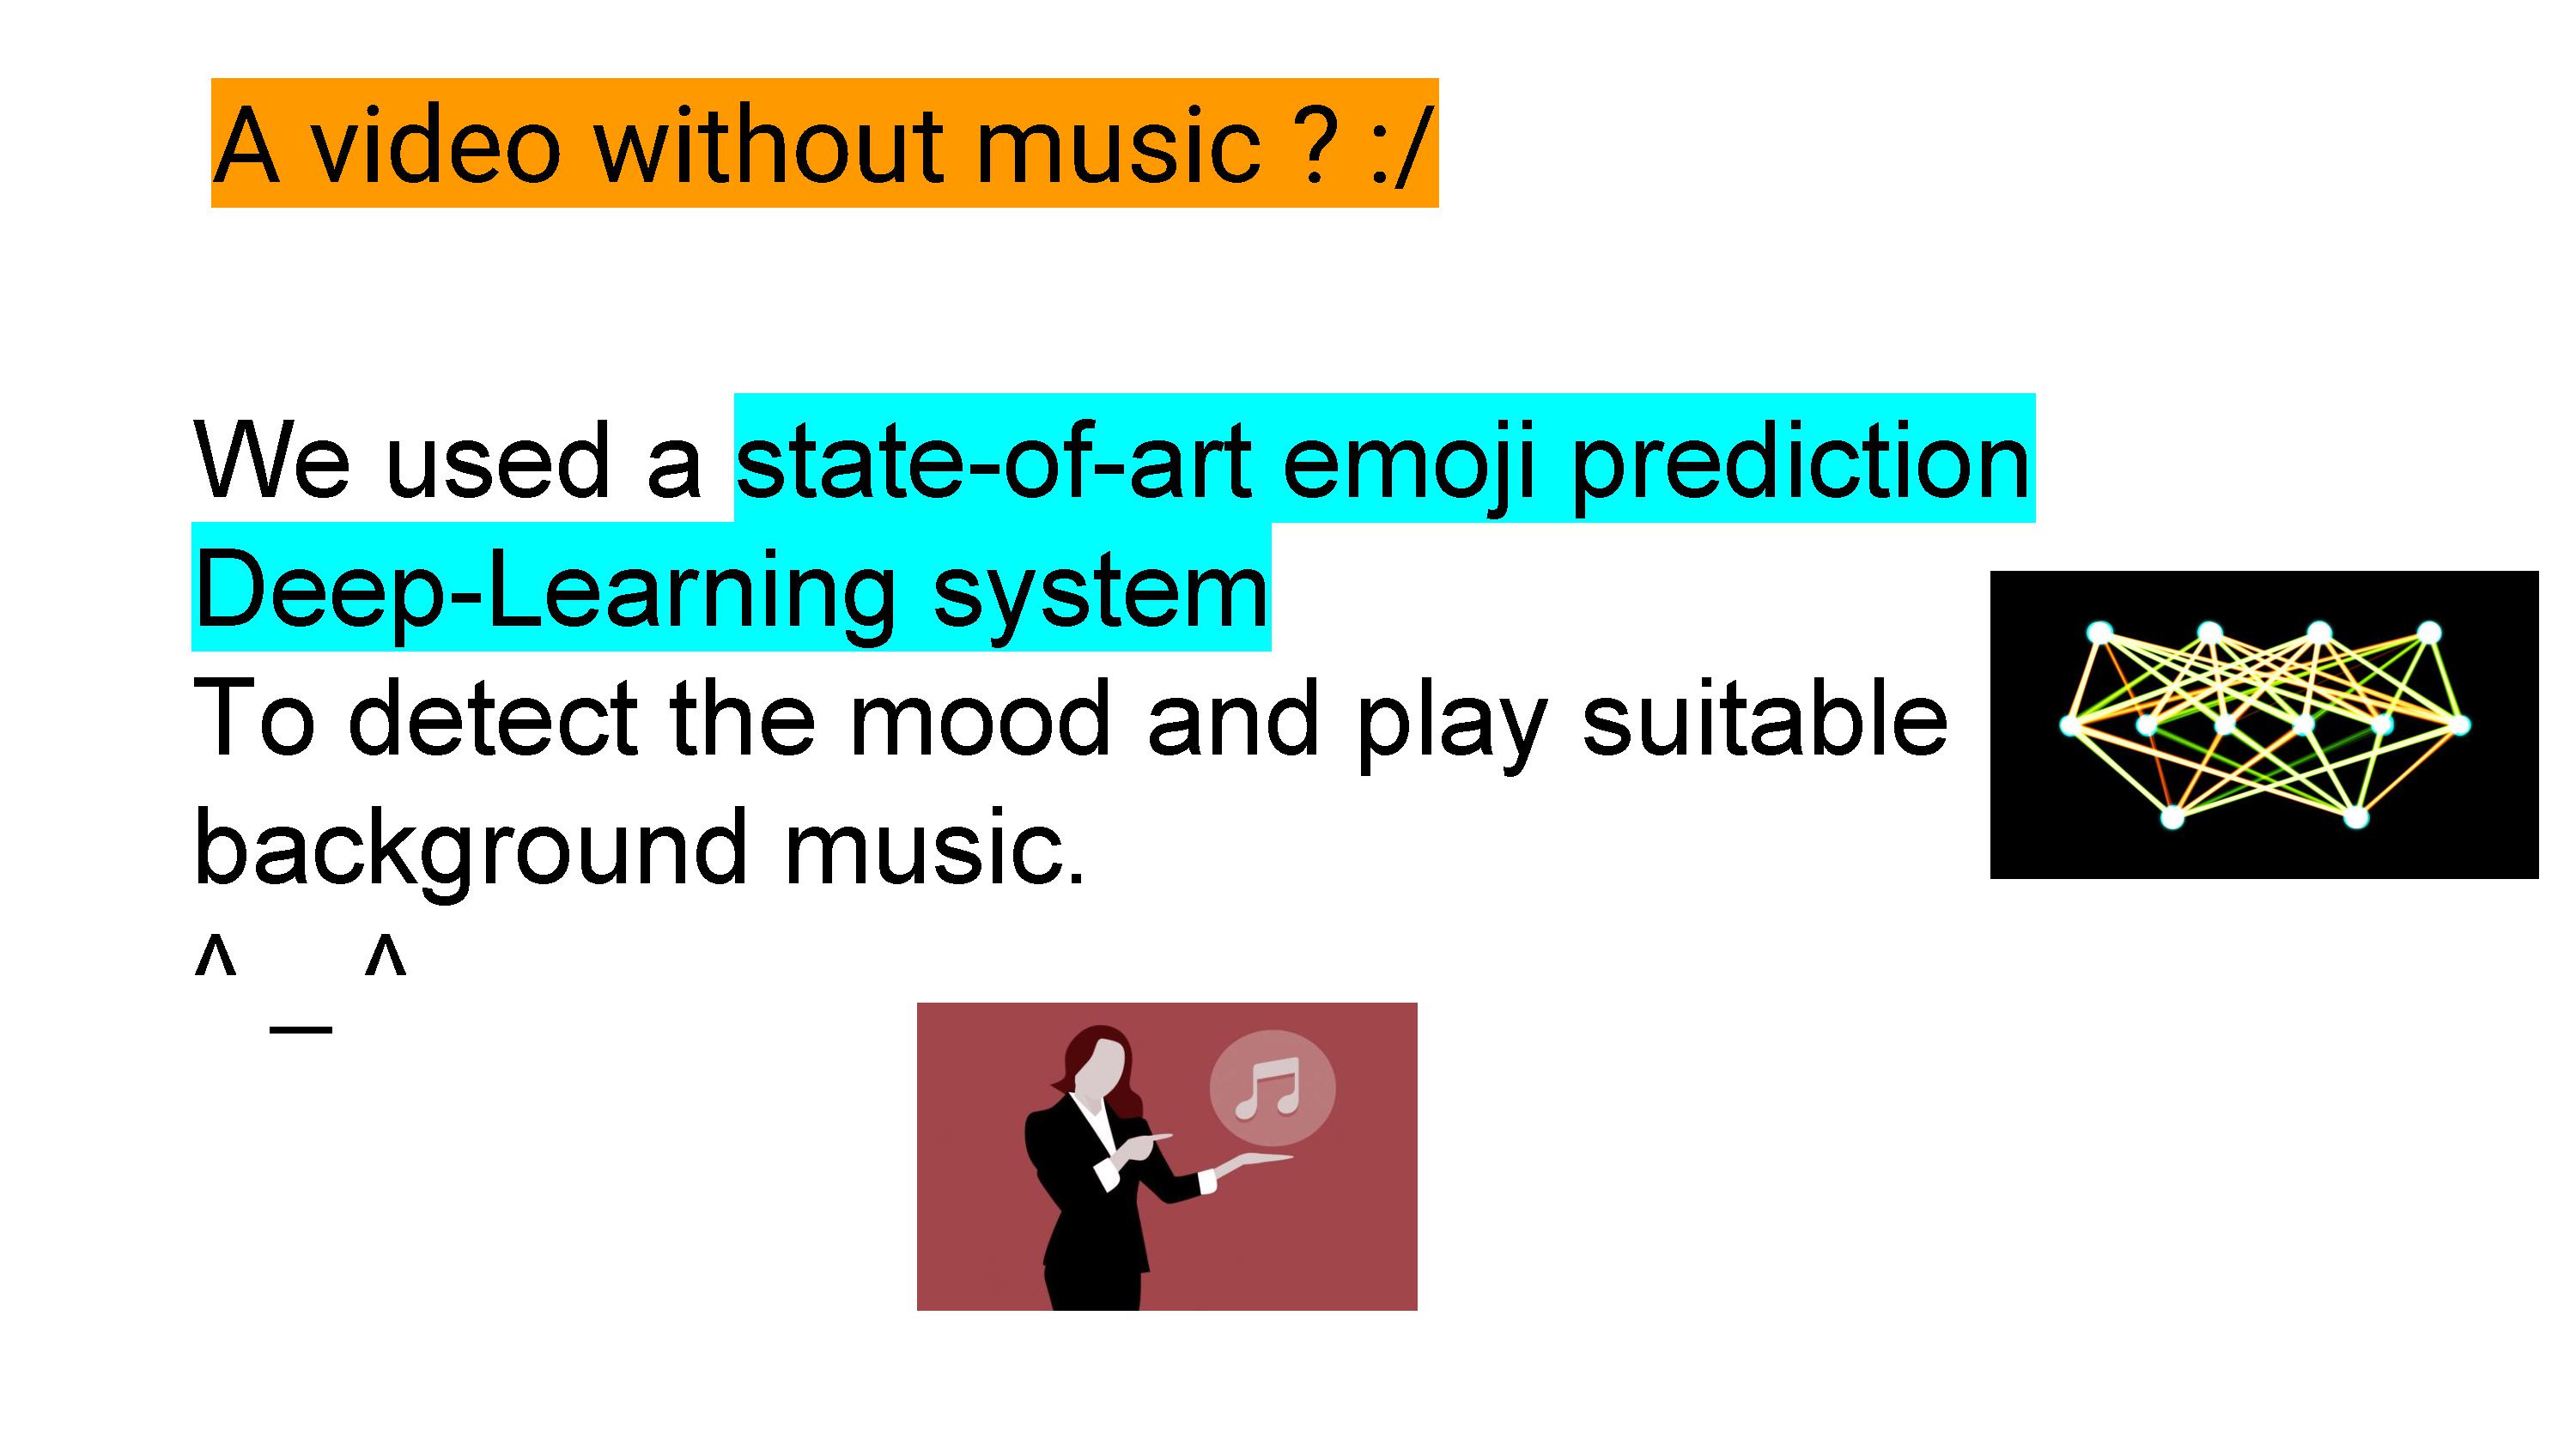 A video without music ? :/
We used a state-of-art emoji prediction
Deep-Learning system
To detect the mood and play suitable
background music.
^ _ ^